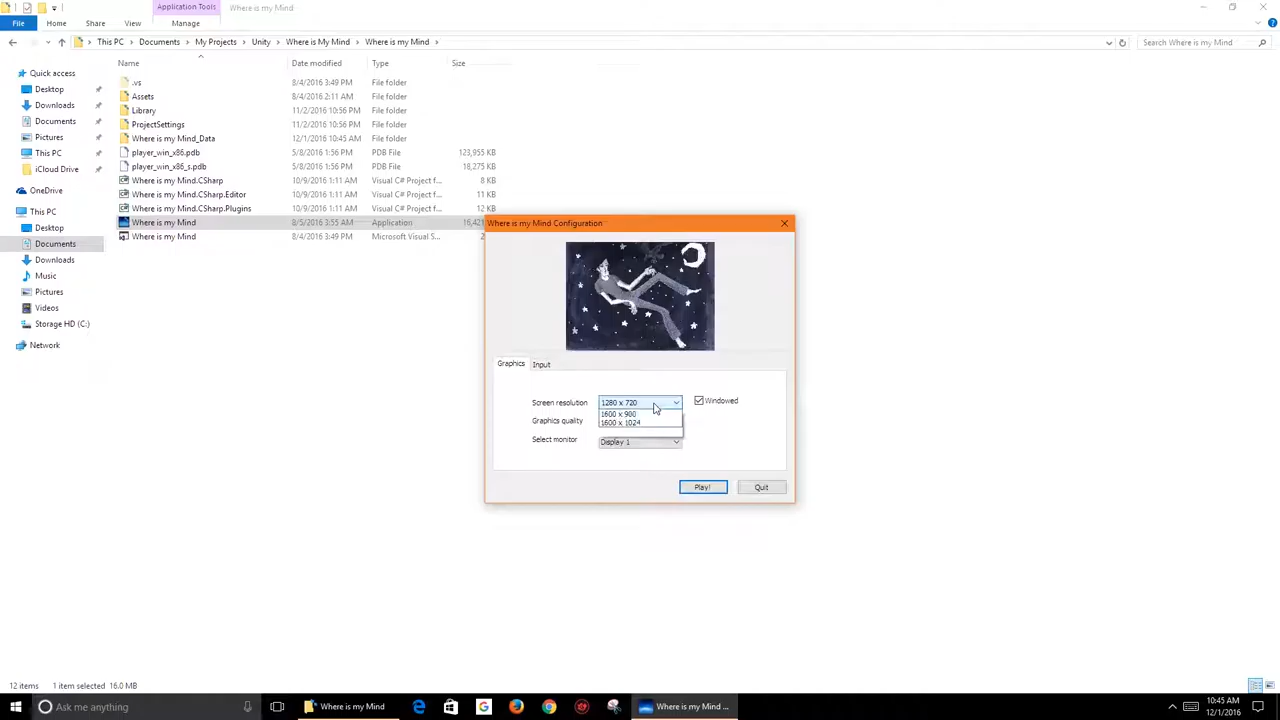 Application Tools
Where is my Mind
File
Home
Share
View
Manage
This PC
Documents
My Projects
Unity
Where is My Mind
Where is my Mind
Search Where is my Mind
Name
Date modified
Type
Size
Quick access
Desktop
Downloads
Documents
Pictures
This PC
iCloud Drive
OneDrive
This PC
Desktop
Documents
Downloads
Music
Pictures
Videos
Storage HD (C:)
Network
.vs 8/4/2016 3:49 PM File folder
Assets 8/4/2016 2:11 AM File folder
Library 11/2/2016 10:56 PM File folder
ProjectSettings 11/2/2016 10:56 PM File folder
Where is my Mind_Data 12/1/2016 10:45 AM File folder
player_win_x86.pdb 5/8/2016 1:56 PM PDB File 123,955 KB
player_win_x86_s.pdb 5/8/2016 1:56 PM PDB File 18,275 KB
Where is my Mind.CSharp 10/9/2016 1:11 AM Visual C# Project f... 8 KB
Where is my Mind.CSharp.Editor 10/9/2016 1:11 AM Visual C# Project f... 11 KB
Where is my Mind.CSharp.Plugins 10/9/2016 1:11 AM Visual C# Project f... 12 KB
Where is my Mind 8/5/2016 3:55 AM Application 16,421
Where is my Mind 8/4/2016 3:49 PM Microsoft Visual S... 2
Where is my Mind Configuration
Graphics
Input
Screen resolution
1280 x 720
Windowed
1600 x 900
1600 x 1024
Graphics quality
Select monitor
Display 1
Play!
Quit
12 items
1 item selected 16.0 MB
Ask me anything
Where is my Mind
Where is my Mind ...
10:45 AM
12/1/2016